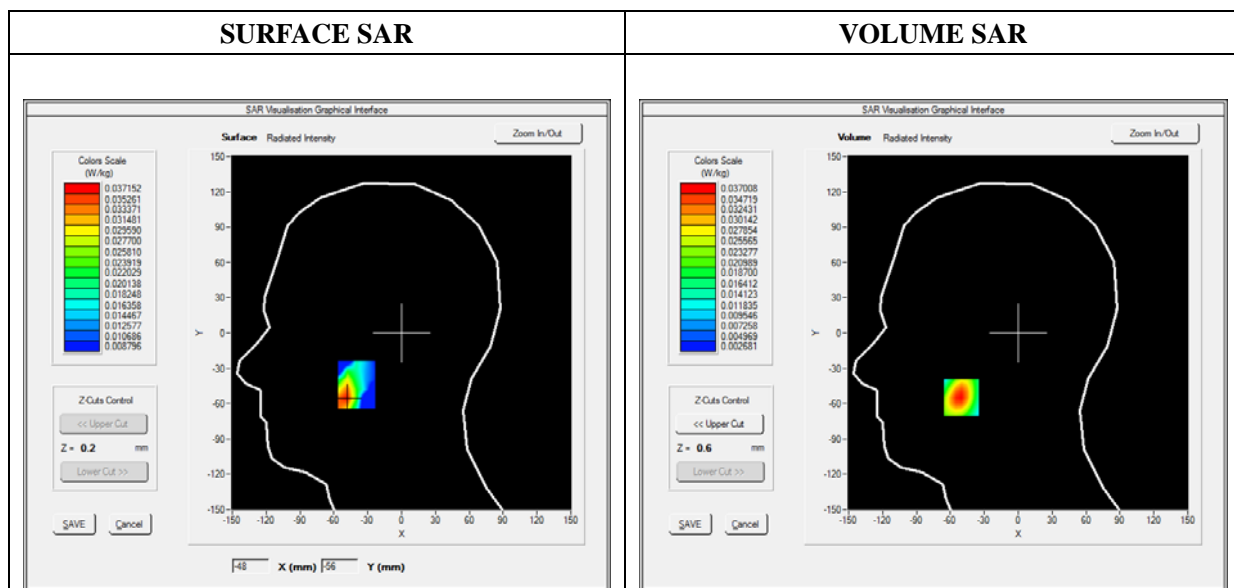 SURFACE SAR
VOLUME SAR
SAR Visualisation Graphical Interface
Surface Radiated Intensity
Zoom In/Out
Colors Scale
(W/kg)
0.037152
0.035261
0.033371
0.031481
0.029590
0.027700
0.025810
0.023919
0.022029
0.020138
0.018248
0.016358
0.014467
0.012577
0.010686
0.008796
Z-Cuts Control
<< Upper Cut
Z = 0.2 mm
Lower Cut >>
SAVE Cancel
150
120
90
60
30
0
-30
-60
-90
-120
-150
Y
-150 -120 -90 -60 -30 0 30 60 90 120 150
X
-48 X (mm) -56 Y (mm)
SAR Visualisation Graphical Interface
Volume Radiated Intensity
Zoom In/Out
Colors Scale
(W/kg)
0.037008
0.034719
0.032431
0.030142
0.027854
0.025565
0.023277
0.020989
0.018700
0.016412
0.014123
0.011835
0.009546
0.007258
0.004969
0.002681
Z-Cuts Control
<< Upper Cut
Z = 0.6 mm
Lower Cut >>
SAVE Cancel
150
120
90
60
30
0
-30
-60
-90
-120
-150
Y
-150 -120 -90 -60 -30 0 30 60 90 120 150
X